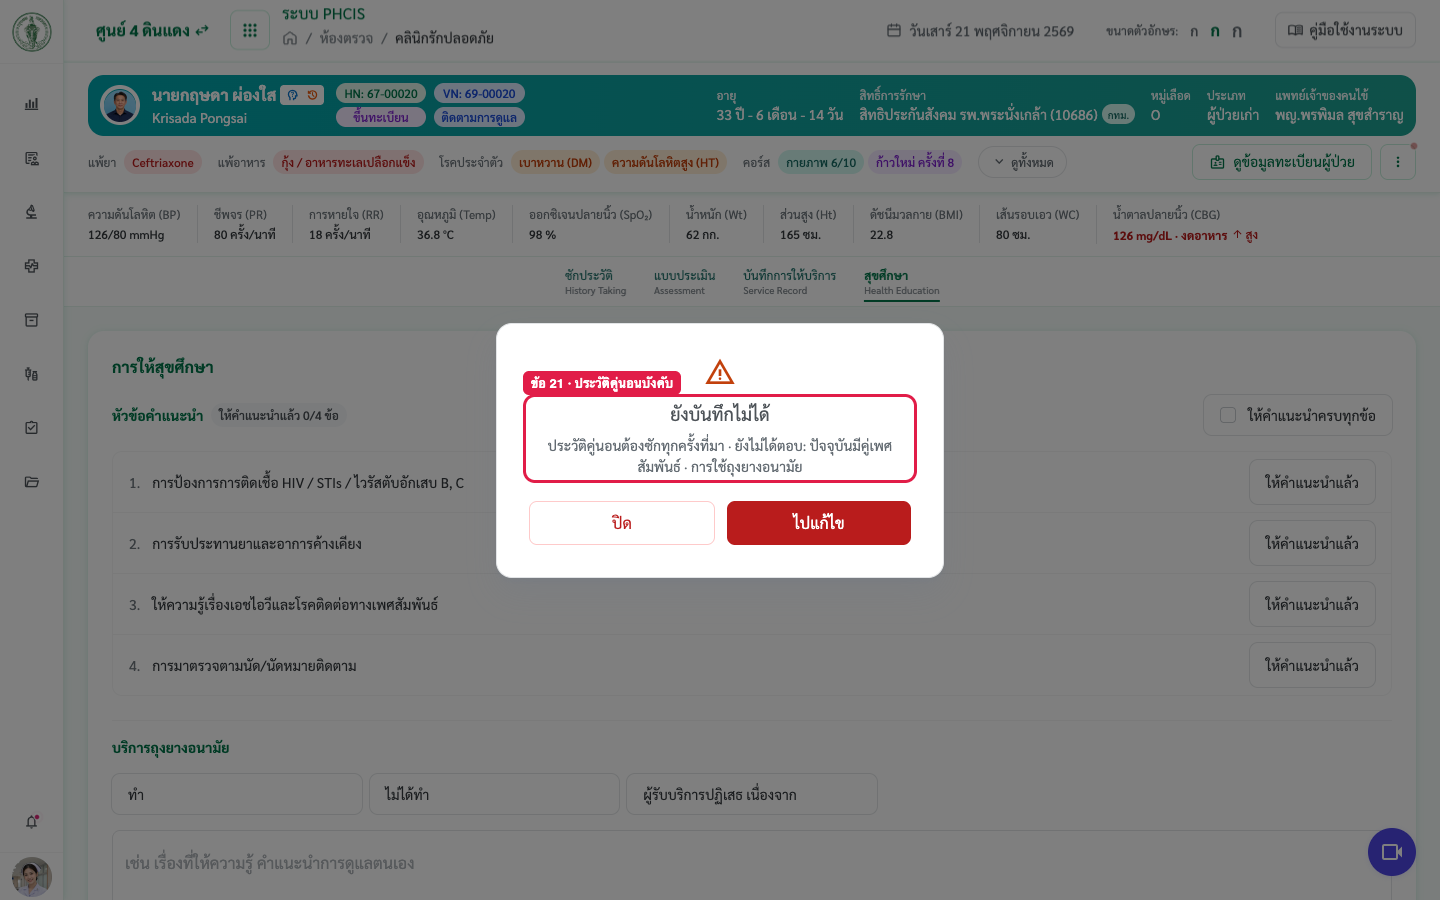 ศูนย์ 4 ดินแดง
ระบบ PHCIS
/ ห้องตรวจ / คลินิกรักปลอดภัย
วันเสาร์ 21 พฤศจิกายน 2569
ขนาดตัวอักษร: ก ก ก
คู่มือใช้งานระบบ
นายกฤษดา ผ่องใส
Krisada Pongsai
HN: 67-00020
VN: 69-00020
ขึ้นทะเบียน
ติดตามการดูแล
อายุ
33 ปี - 6 เดือน - 14 วัน
สิทธิ์การรักษา
สิทธิประกันสังคม รพ.พระนั่งเกล้า (10686) กทม.
หมู่เลือด
O
ประเภท
ผู้ป่วยเก่า
แพทย์เจ้าของคนไข้
พญ.พรพิมล สุขสำราญ
แพ้ยา Ceftriaxone แพ้อาหาร กุ้ง / อาหารทะเลเปลือกแข็ง โรคประจำตัว เบาหวาน (DM) ความดันโลหิตสูง (HT) คอร์ส กายภาพ 6/10 ก้าวใหม่ ครั้งที่ 8 ดูทั้งหมด
ดูข้อมูลทะเบียนผู้ป่วย
ความดันโลหิต (BP)
126/80 mmHg
ชีพจร (PR)
80 ครั้ง/นาที
การหายใจ (RR)
18 ครั้ง/นาที
อุณหภูมิ (Temp)
36.8 °C
ออกซิเจนปลายนิ้ว (SpO₂)
98 %
น้ำหนัก (Wt)
62 กก.
ส่วนสูง (Ht)
165 ซม.
ดัชนีมวลกาย (BMI)
22.8
เส้นรอบเอว (WC)
80 ซม.
น้ำตาลปลายนิ้ว (CBG)
126 mg/dL · งดอาหาร ↑ สูง
ซักประวัติ
History Taking
แบบประเมิน
Assessment
บันทึกการให้บริการ
Service Record
สุขศึกษา
Health Education
การให้สุขศึกษา
หัวข้อคำแนะนำ ให้คำแนะนำแล้ว 0/4 ข้อ
ให้คำแนะนำครบทุกข้อ
ข้อ 21 · ประวัติคู่นอนบังคับ
ยังบันทึกไม่ได้
ประวัติคู่นอนต้องซักทุกครั้งที่มา · ยังไม่ได้ตอบ: ปัจจุบันมีคู่เพศ
สัมพันธ์ · การใช้ถุงยางอนามัย
ปิด
ไปแก้ไข
1. การป้องการการติดเชื้อ HIV / STIs / ไวรัสตับอักเสบ B, C
ให้คำแนะนำแล้ว
2. การรับประทานยาและอาการค้างเคียง
ให้คำแนะนำแล้ว
3. ให้ความรู้เรื่องเอชไอวีและโรคติดต่อทางเพศสัมพันธ์
ให้คำแนะนำแล้ว
4. การมาตรวจตามนัด/นัดหมายติดตาม
ให้คำแนะนำแล้ว
บริการถุงยางอนามัย
ทำ
ไม่ได้ทำ
ผู้รับบริการปฏิเสธ เนื่องจาก
เช่น เรื่องที่ให้ความรู้ คำแนะนำการดูแลตนเอง